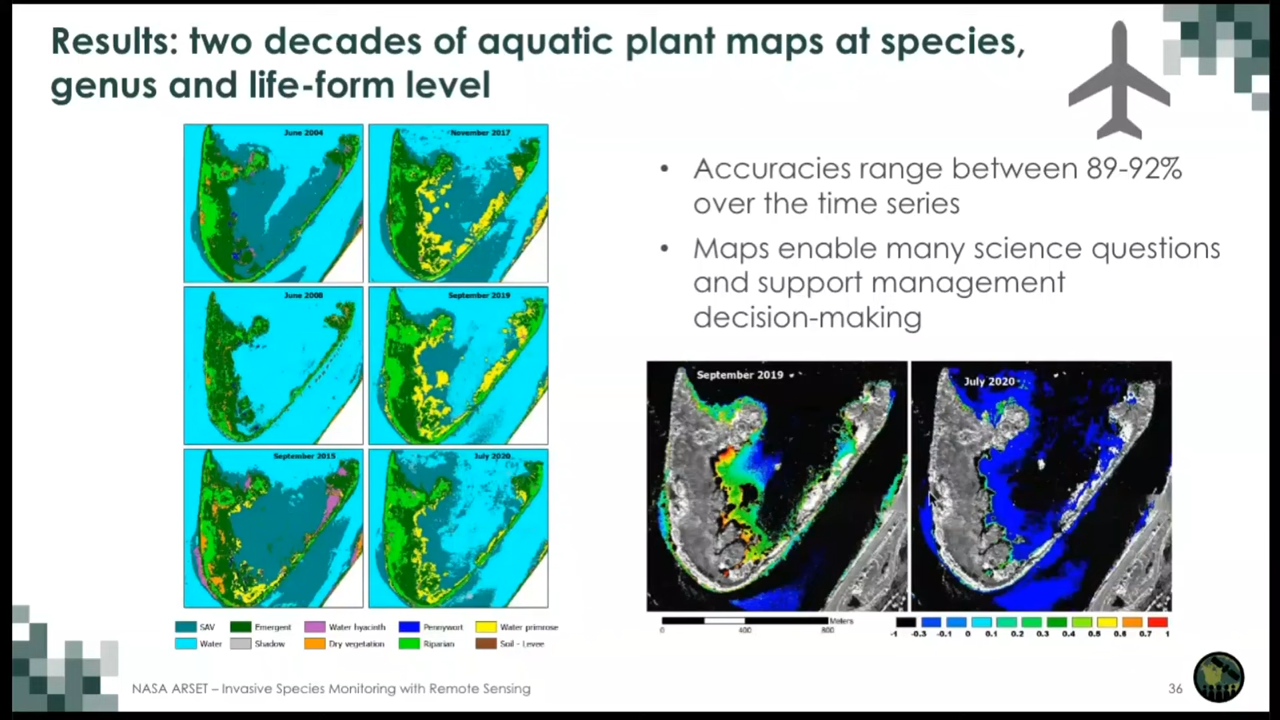 Results: two decades of aquatic plant maps at species,
genus and life-form level
June 2004
November 2017
June 2008
September 2019
September 2015
July 2020
SAV
Emergent
Water hyacinth
Pennywort
Water primrose
Water
Shadow
Dry vegetation
Riparian
Soil - Levee
• Accuracies range between 89-92%
over the time series
• Maps enable many science questions
and support management
decision-making
September 2019
July 2020
0 400 800 Meters
-1 -0.3 -0.1 0 0.1 0.2 0.3 0.4 0.5 0.6 0.7 1
NASA ARSET – Invasive Species Monitoring with Remote Sensing
36